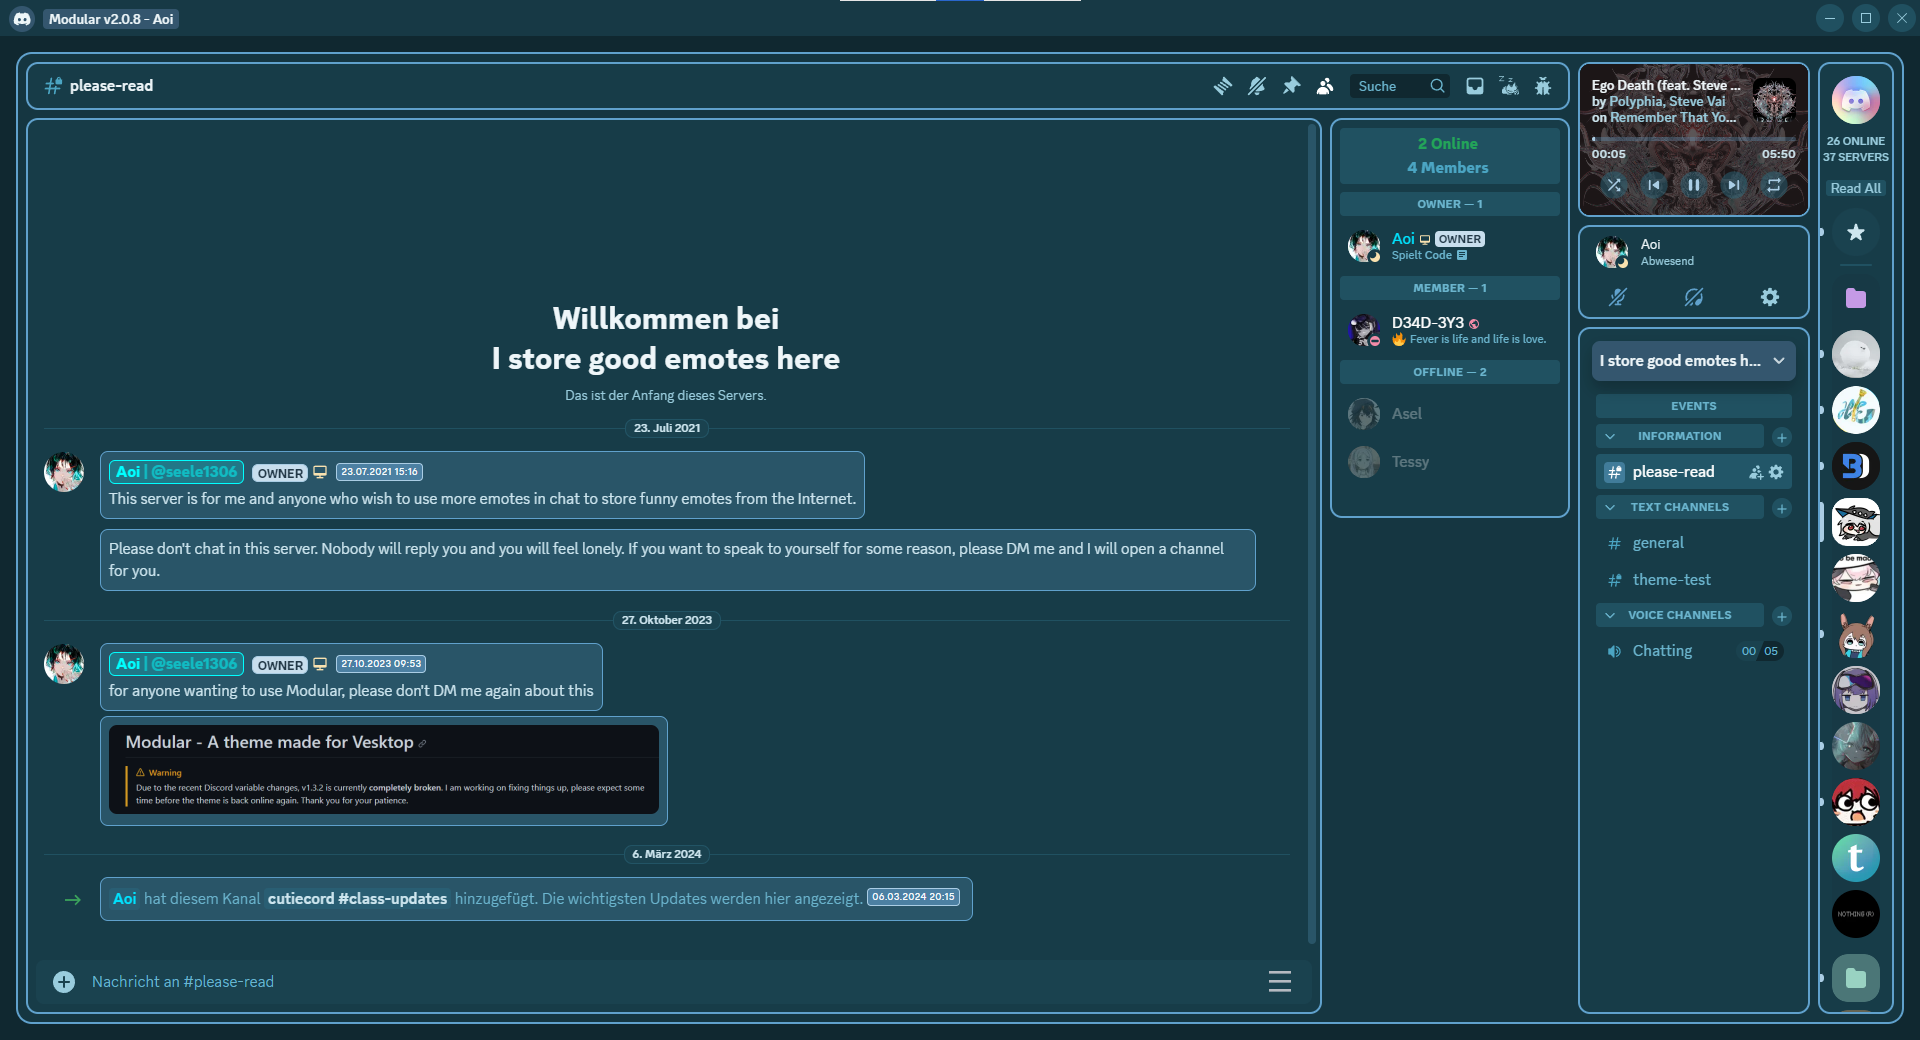 Modular v2.0.8 - Aoi
please-read
Suche
Willkommen bei
I store good emotes here
Das ist der Anfang dieses Servers.
23. Juli 2021
Aoi | @seele1306 OWNER 23.07.2021 15:16
This server is for me and anyone who wish to use more emotes in chat to store funny emotes from the Internet.
Please don't chat in this server. Nobody will reply you and you will feel lonely. If you want to speak to yourself for some reason, please DM me and I will open a channel
for you.
27. Oktober 2023
Aoi | @seele1306 OWNER 27.10.2023 09:53
for anyone wanting to use Modular, please don't DM me again about this
Modular - A theme made for Vesktop
Warning
Due to the recent Discord variable changes, v1.3.2 is currently completely broken. I am working on fixing things up, please expect some
time before the theme is back online again. Thank you for your patience.
6. März 2024
Aoi hat diesem Kanal cutiecord #class-updates hinzugefügt. Die wichtigsten Updates werden hier angezeigt. 06.03.2024 20:15
Nachricht an #please-read
2 Online
4 Members
OWNER — 1
Aoi OWNER
Spielt Code
MEMBER — 1
D34D-3Y3
🔥 Fever is life and life is love.
OFFLINE — 2
Asel
Tessy
Ego Death (feat. Steve ...
by Polyphia, Steve Vai
on Remember That Yo...
00:05 05:50
Aoi
Abwesend
I store good emotes h...
EVENTS
INFORMATION
please-read
TEXT CHANNELS
general
theme-test
VOICE CHANNELS
Chatting 00 05
26 ONLINE
37 SERVERS
Read All
be mod
t
NOTHING (R)